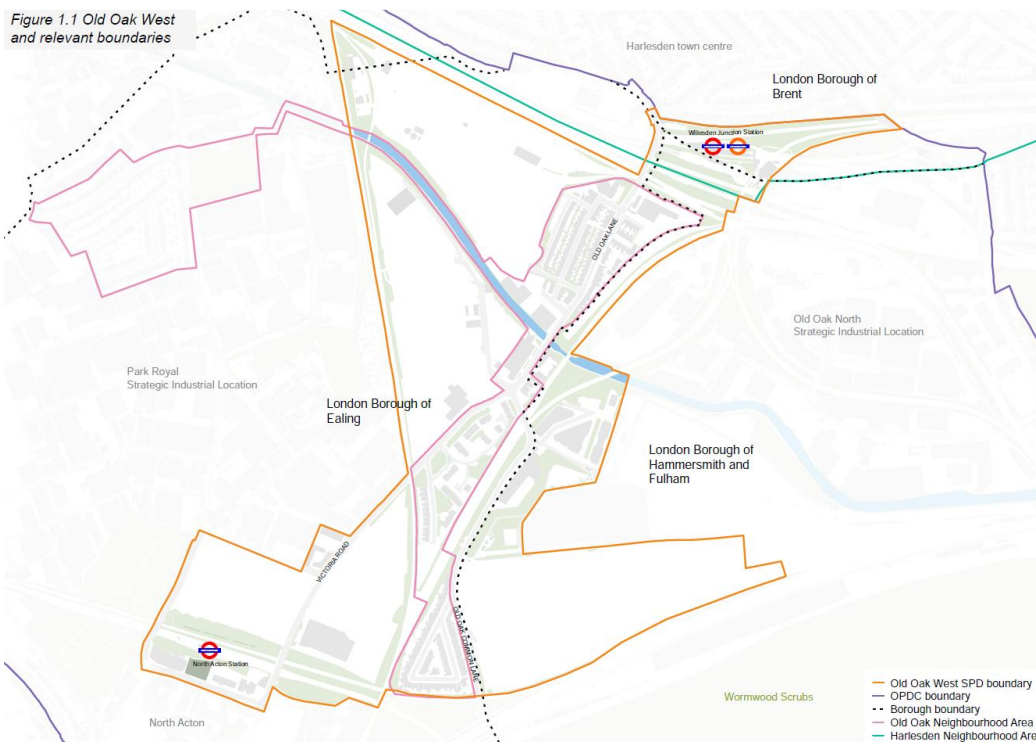 Figure 1.1 Old Oak West
and relevant boundaries
Harlesden town centre
London Borough of
Brent
Willesden Junction Station
OLD OAK LANE
Old Oak North
Strategic Industrial Location
Park Royal
Strategic Industrial Location
London Borough of
Ealing
London Borough of
Hammersmith and
Fulham
VICTORIA ROAD
OLD OAK COMMON LANE
North Acton Station
North Acton
Wormwood Scrubs
Old Oak West SPD boundary
OPDC boundary
Borough boundary
Old Oak Neighbourhood Area
Harlesden Neighbourhood Are